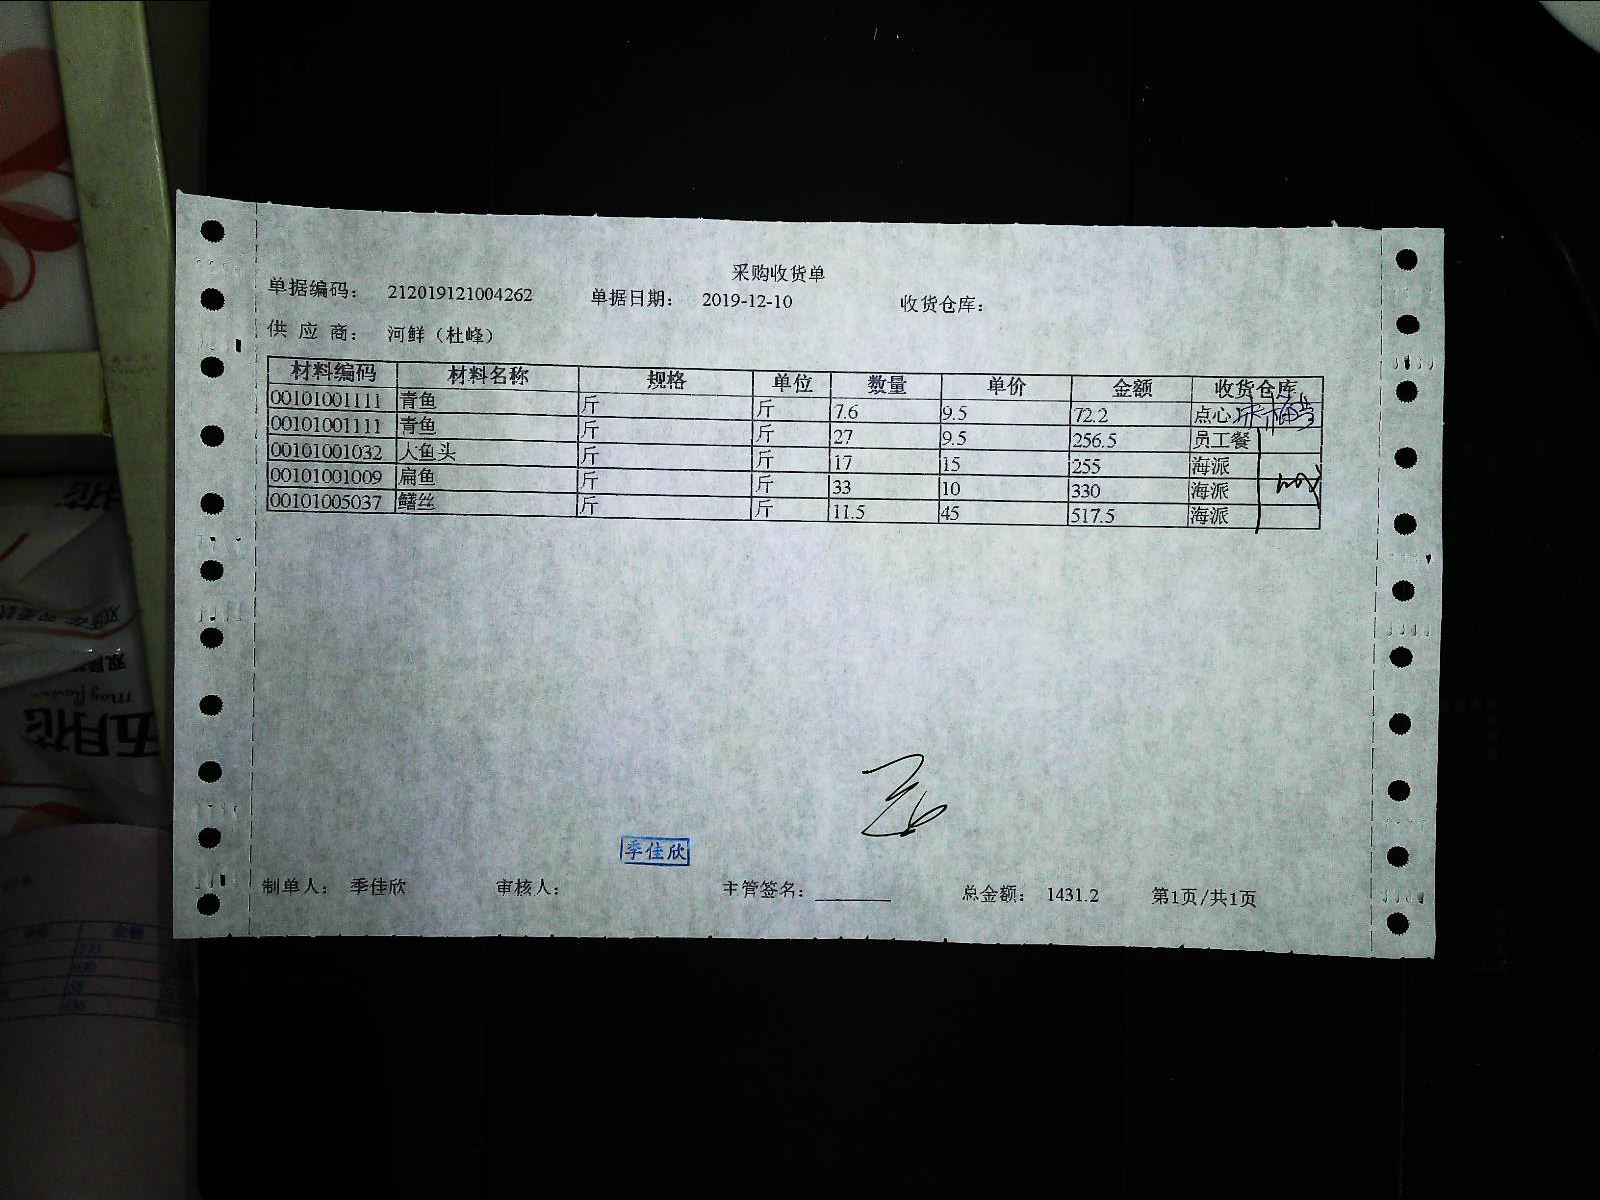 采购收货单
单据编码： 212019121004262 单据日期： 2019-12-10 收货仓库：
供 应 商： 河鲜（杜峰）
材料编码 材料名称 规格 单位 数量 单价 金额 收货仓库
00101001111 青鱼 斤 斤 7.6 9.5 72.2 点心
00101001111 青鱼 斤 斤 27 9.5 256.5 员工餐
00101001032 大鱼头 斤 斤 17 15 255 海派
00101001009 扁鱼 斤 斤 33 10 330 海派
00101005037 鳝丝 斤 斤 11.5 45 517.5 海派
季佳欣
制单人： 季佳欣 审核人： 主管签名： 总金额： 1431.2 第1页/共1页
五月花
mayflower
金额